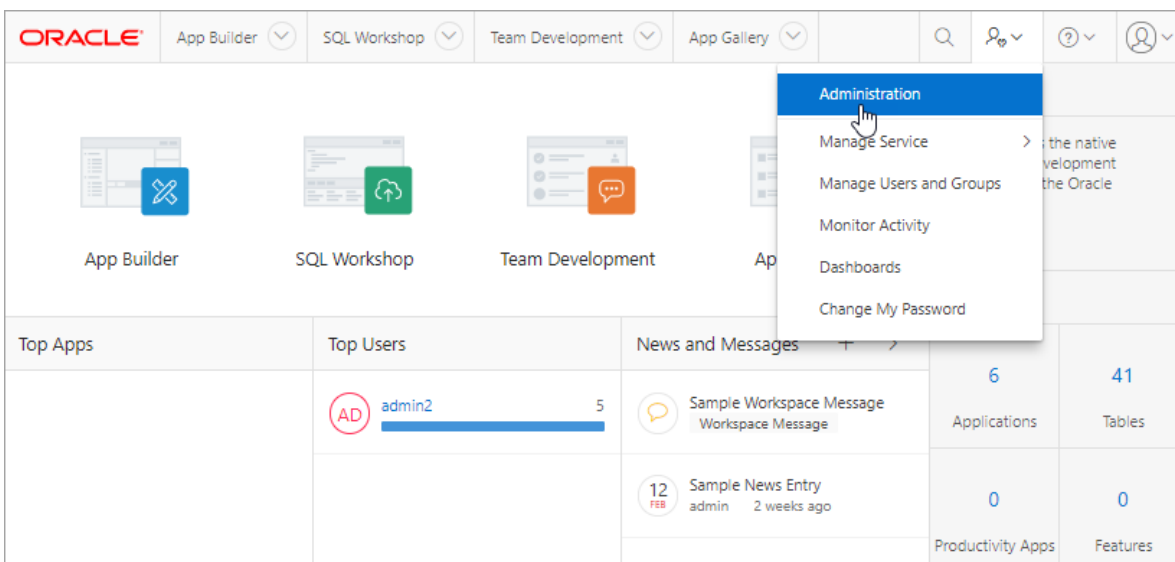 ORACLE
App Builder
SQL Workshop
Team Development
App Gallery
Administration
Manage Service
Manage Users and Groups
Monitor Activity
Dashboards
Change My Password
the native
velopment
the Oracle
App Builder
SQL Workshop
Team Development
Ap
Top Apps
Top Users
News and Messages
AD
admin2
5
Sample Workspace Message
Workspace Message
12
FEB
Sample News Entry
admin 2 weeks ago
6
Applications
41
Tables
0
Productivity Apps
0
Features